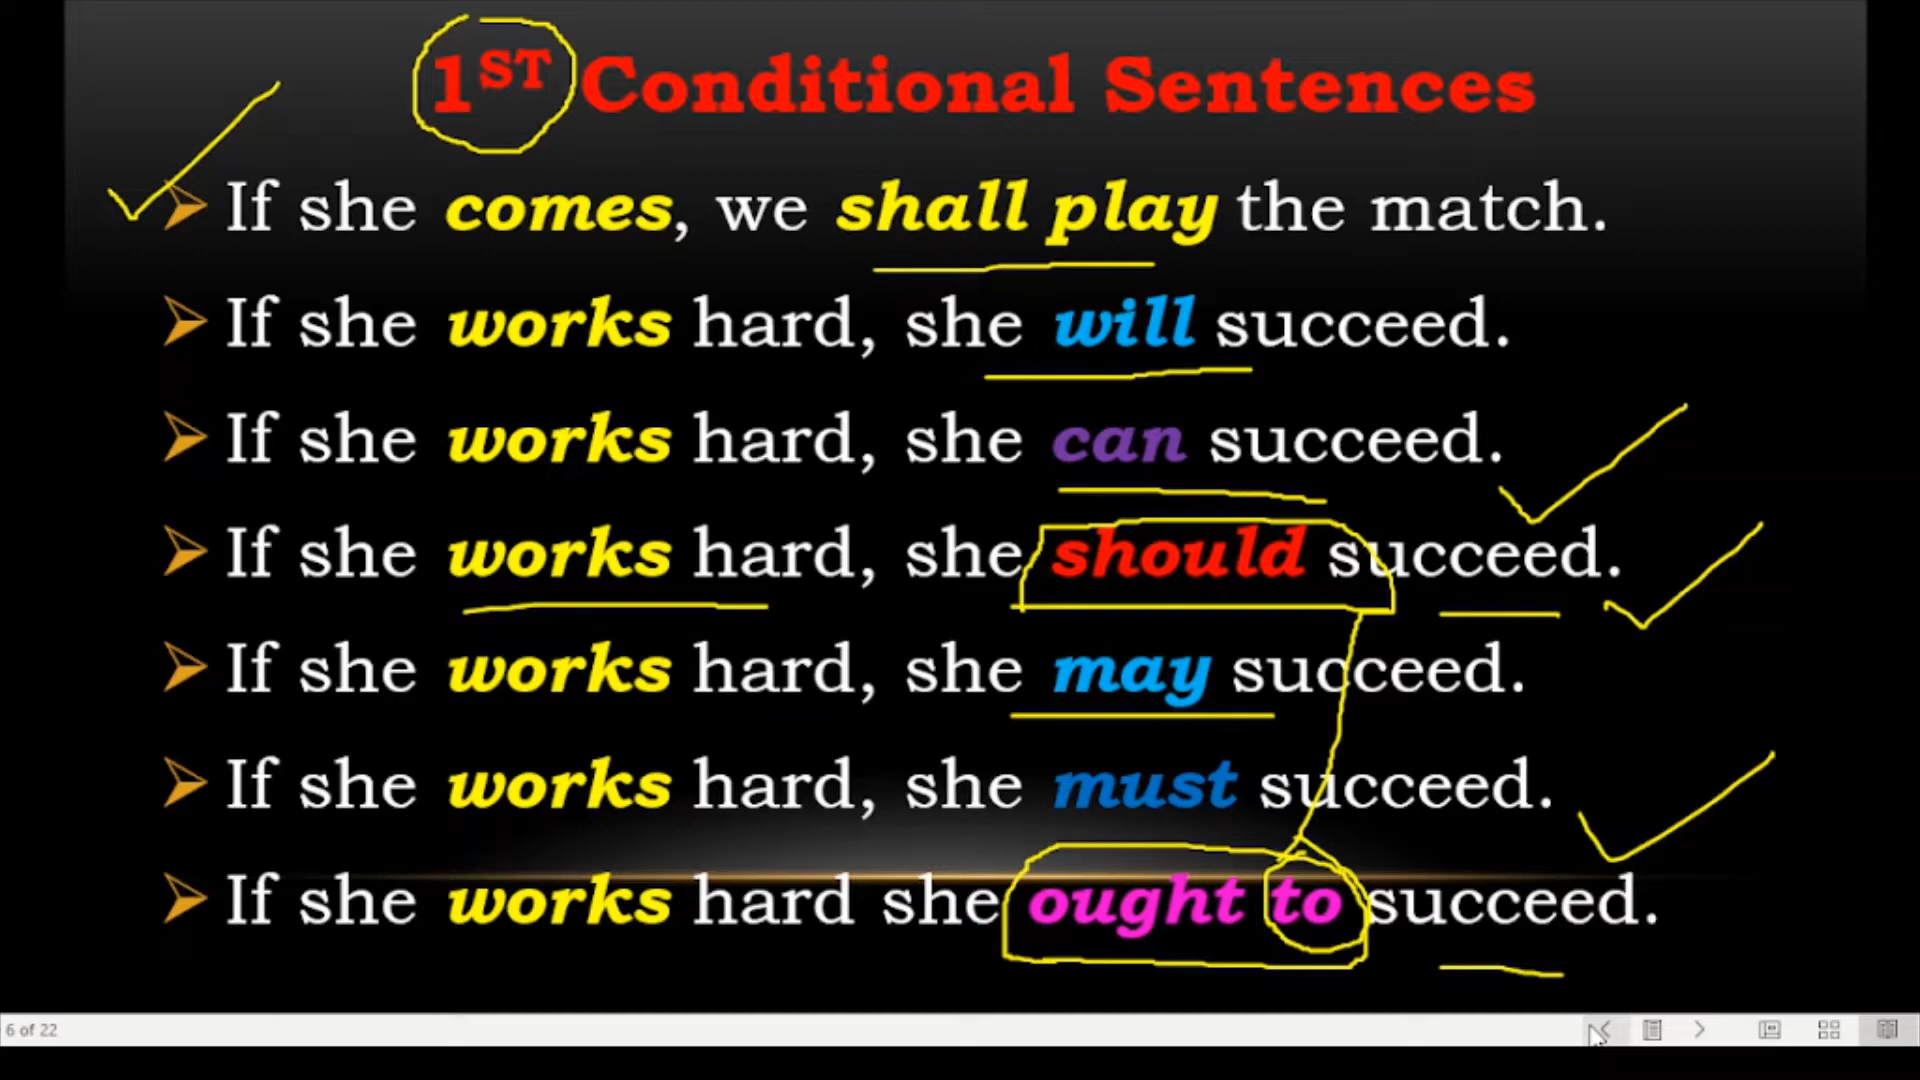 1ST Conditional Sentences
If she comes, we shall play the match.
If she works hard, she will succeed.
If she works hard, she can succeed.
If she works hard, she should succeed.
If she works hard, she may succeed.
If she works hard, she must succeed.
If she works hard she ought to succeed.
6 of 22